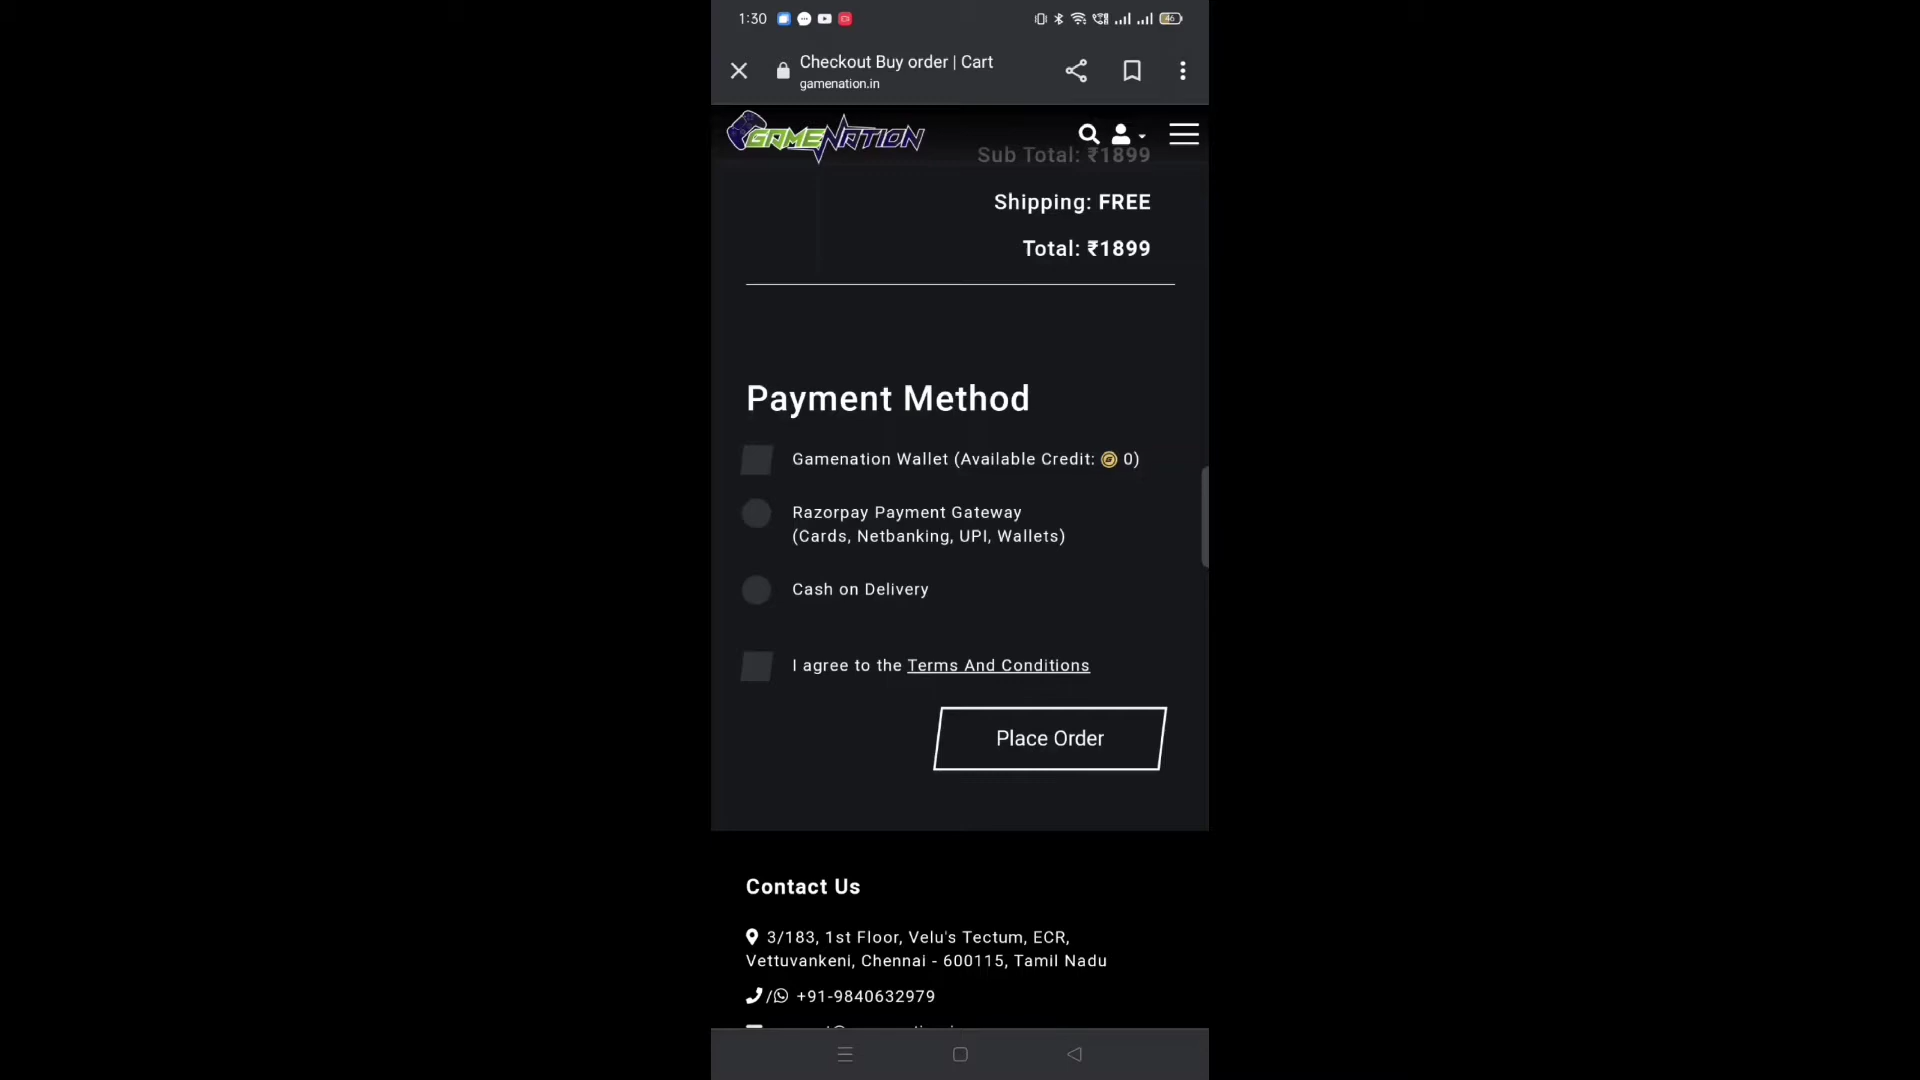 1:30
46
Checkout Buy order | Cart
gamenation.in
GAMENATION
Sub Total: ₹1899
Shipping: FREE
Total: ₹1899
Payment Method
Gamenation Wallet (Available Credit: 0)
Razorpay Payment Gateway
(Cards, Netbanking, UPI, Wallets)
Cash on Delivery
I agree to the Terms And Conditions
Place Order
Contact Us
3/183, 1st Floor, Velu's Tectum, ECR,
Vettuvankeni, Chennai - 600115, Tamil Nadu
/ +91-9840632979